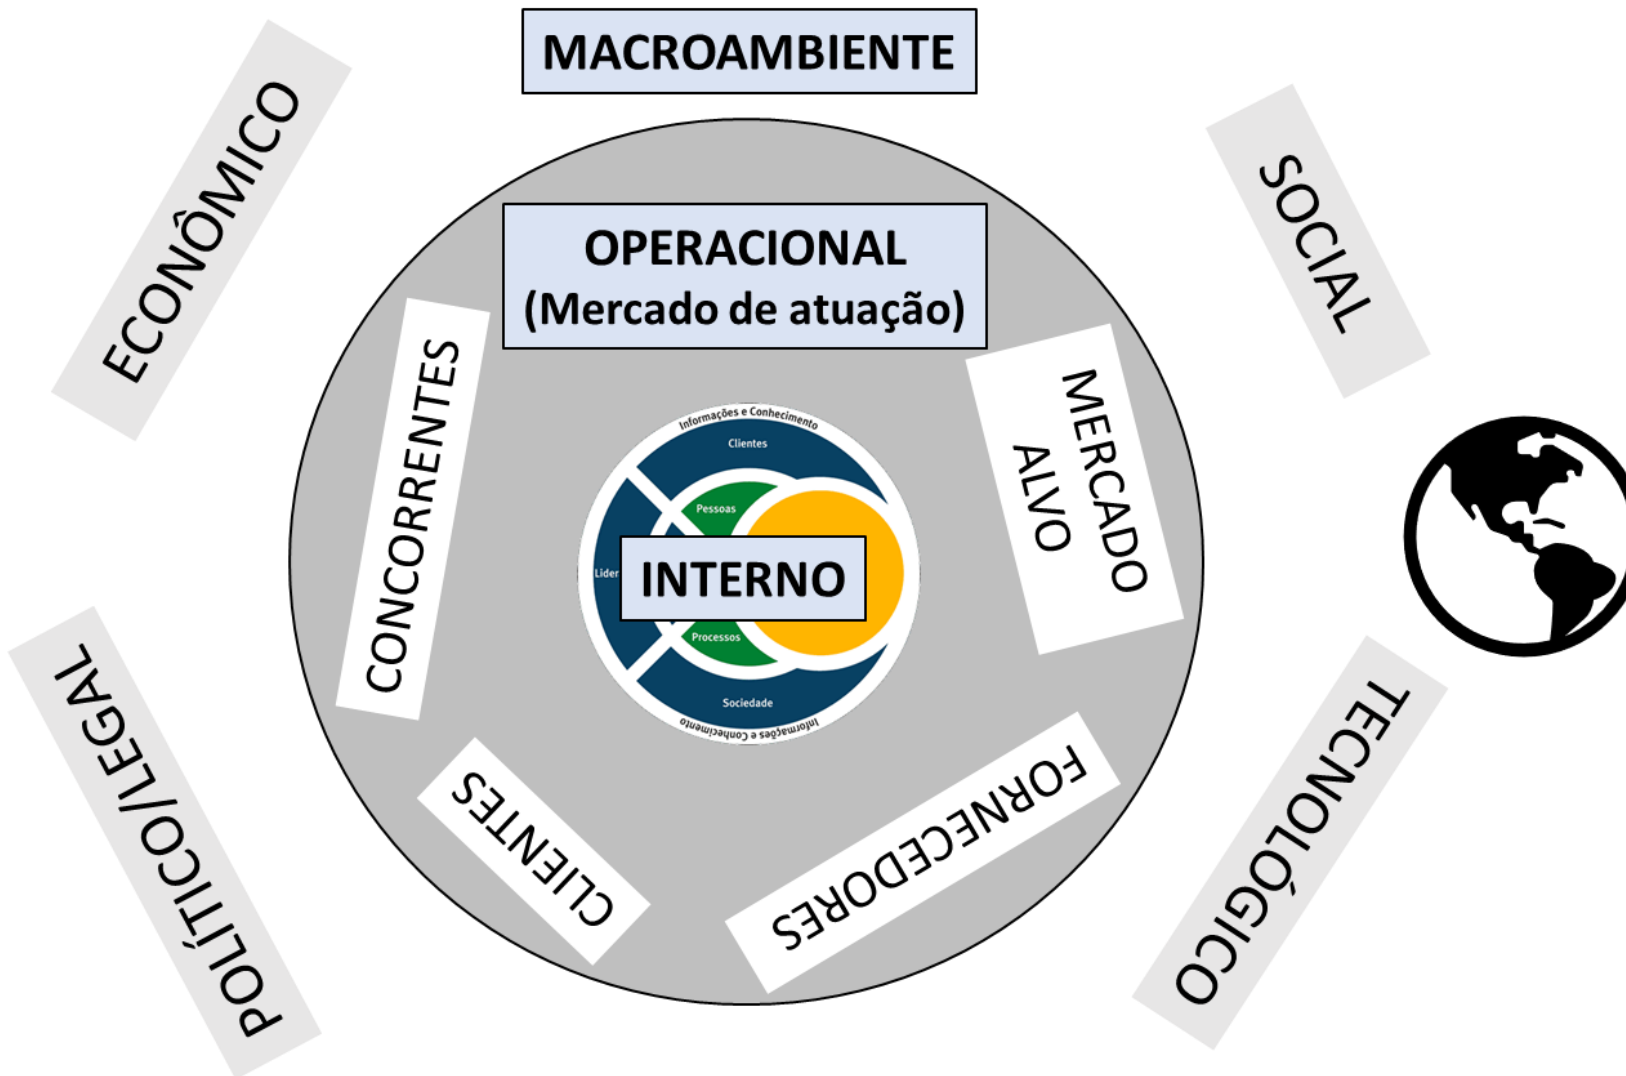 MACROAMBIENTE
ECONÔMICO
SOCIAL
OPERACIONAL
(Mercado de atuação)
CONCORRENTES
MERCADO
ALVO
Informações e Conhecimento
Clientes
Pessoas
Lider
INTERNO
Processos
Sociedade
Informações e Conhecimento
POLÍTICO/LEGAL
CLIENTES
FORNECEDORES
TECNOLÓGICO